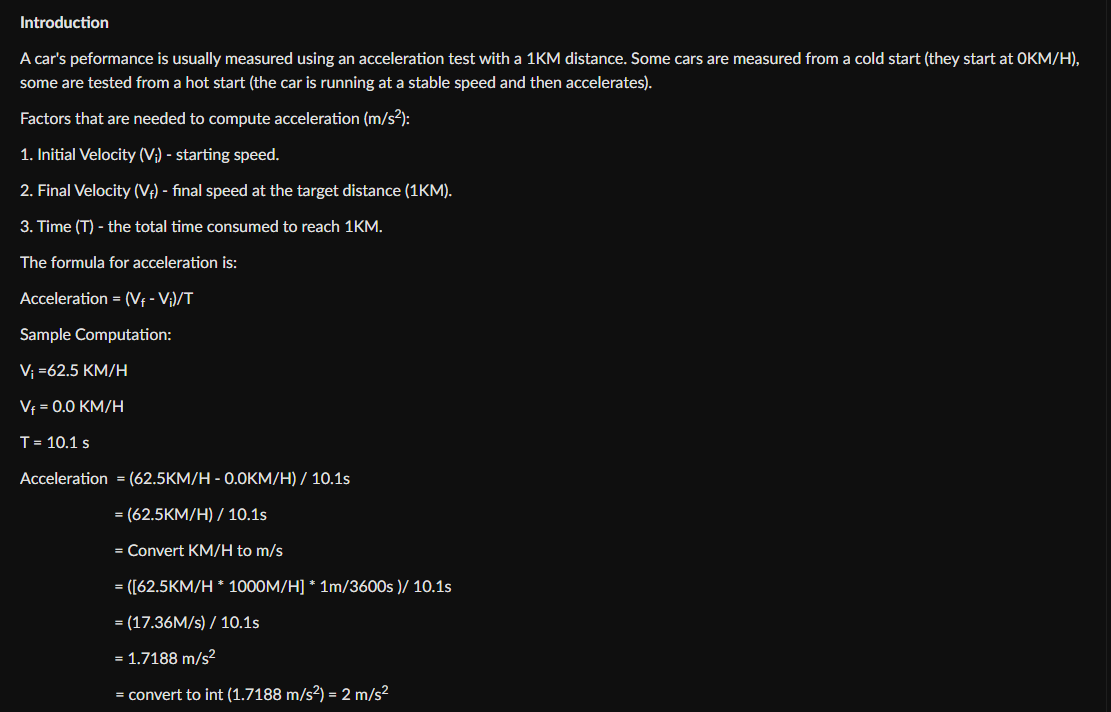 Introduction
A car's peformance is usually measured using an acceleration test with a 1KM distance. Some cars are measured from a cold start (they start at 0KM/H),
some are tested from a hot start (the car is running at a stable speed and then accelerates).
Factors that are needed to compute acceleration (m/s²):
1. Initial Velocity (Vᵢ) - starting speed.
2. Final Velocity (V_f) - final speed at the target distance (1KM).
3. Time (T) - the total time consumed to reach 1KM.
The formula for acceleration is:
Acceleration = (V_f - Vᵢ)/T
Sample Computation:
Vᵢ =62.5 KM/H
V_f = 0.0 KM/H
T = 10.1 s
Acceleration = (62.5KM/H - 0.0KM/H) / 10.1s
= (62.5KM/H) / 10.1s
= Convert KM/H to m/s
= ([62.5KM/H * 1000M/H] * 1m/3600s )/ 10.1s
= (17.36M/s) / 10.1s
= 1.7188 m/s²
= convert to int (1.7188 m/s²) = 2 m/s²